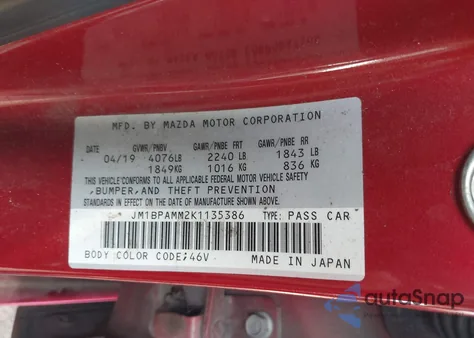 MFD. BY MAZDA MOTOR CORPORATION
DATE GVWR/PNBV GAWR/PNBE FRT GAWR/PNBE RR
04/19 4076LB 2240 LB 1843 LB
1849KG 1016 KG 836 KG
THIS VEHICLE CONFORMS TO ALL APPLICABLE FEDERAL MOTOR VEHICLE SAFETY
,BUMPER,AND THEFT PREVENTION
STANDARDS IN EFFECT ON THE DATE OF MANUFACTURE SHOWN ABOVE.
JM1BPAMM2K1135386 TYPE: PASS CAR
BODY COLOR CODE;46V MADE IN JAPAN
autoSnap